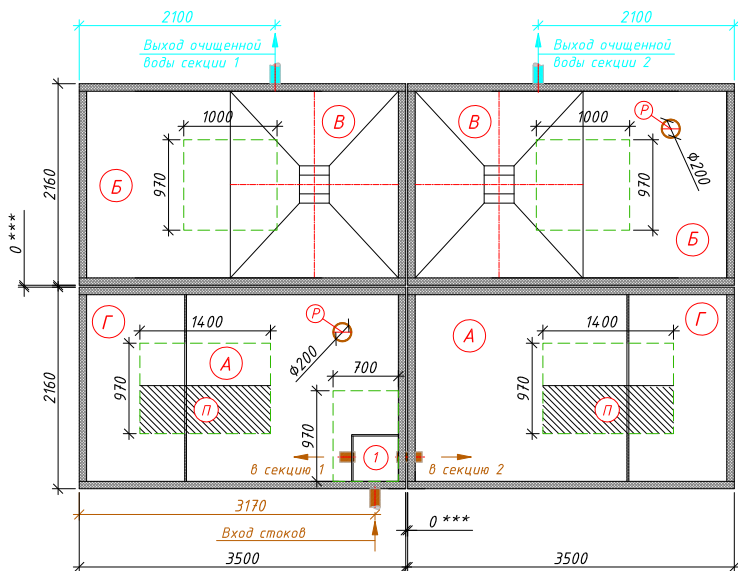 2100
2100
Выход очищенной
воды секции 1
Выход очищенной
воды секции 2
1000
В
В
1000
Р
970
970
Ф200
2160
Б
Б
0 ***
Г
1400
Р
А
1400
Г
А
Ф200
700
970
970
2160
П
П
970
1
в секцию 1
в секцию 2
3170
Вход стоков
0 ***
3500
3500